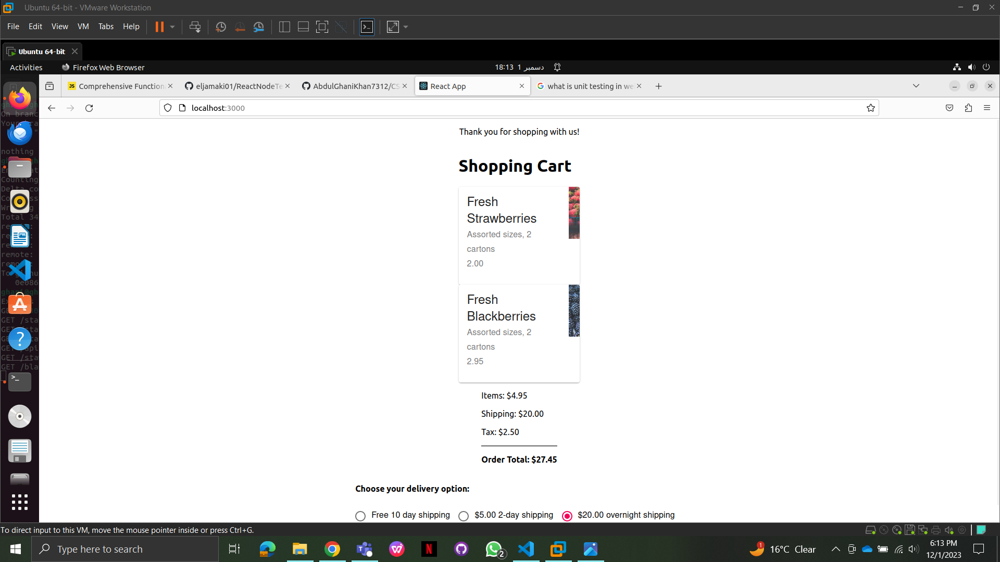 Ubuntu 64-bit - VMware Workstation
File Edit View VM Tabs Help
Ubuntu 64-bit
Activities Firefox Web Browser 18:13 1 دسمبر
Comprehensive Function eljamaki01/ReactNodeTe AbdulGhaniKhan7312/CS React App what is unit testing in we
localhost:3000
Thank you for shopping with us!
Shopping Cart
Fresh
Strawberries
Assorted sizes, 2
cartons
2.00
Fresh
Blackberries
Assorted sizes, 2
cartons
2.95
Items: $4.95
Shipping: $20.00
Tax: $2.50
Order Total: $27.45
Choose your delivery option:
Free 10 day shipping $5.00 2-day shipping $20.00 overnight shipping
To direct input to this VM, move the mouse pointer inside or press Ctrl+G.
Type here to search
2
1
16°C Clear
6:13 PM
12/1/2023